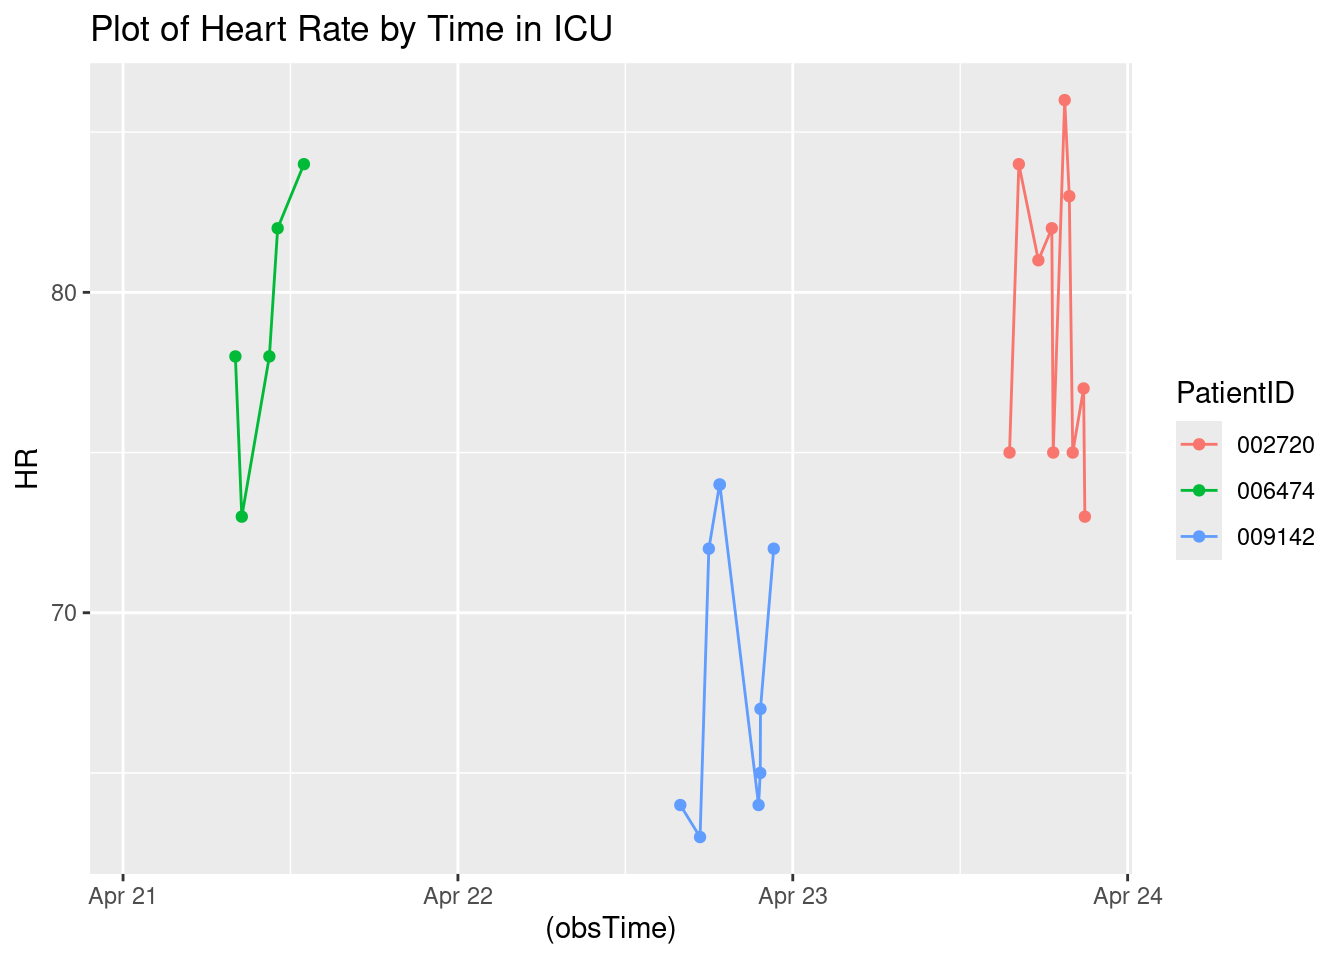 Plot of Heart Rate by Time in ICU
HR
80
70
Apr 21
Apr 22
Apr 23
Apr 24
(obsTime)
PatientID
002720
006474
009142